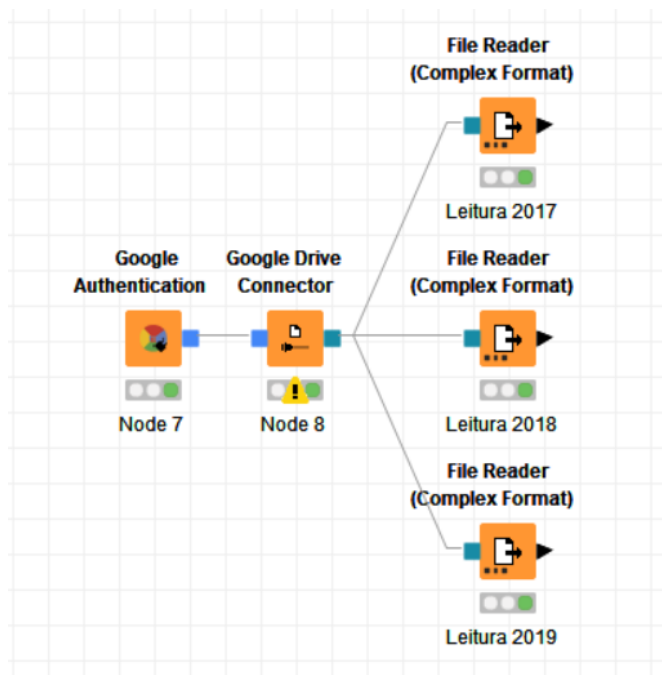 File Reader
(Complex Format)
Leitura 2017
Google
Authentication
Node 7
Google Drive
Connector
Node 8
File Reader
(Complex Format)
Leitura 2018
File Reader
(Complex Format)
Leitura 2019